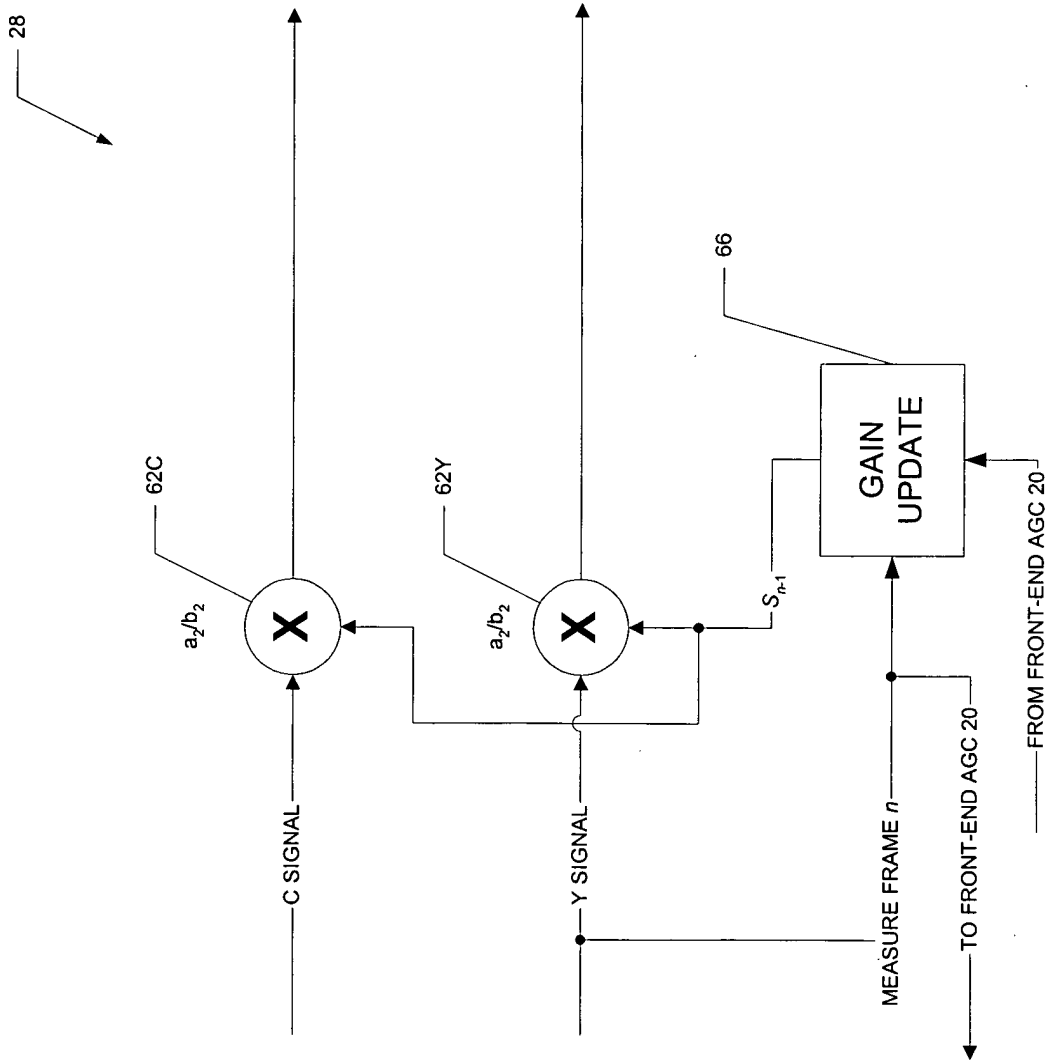 28
62C
a₂/b₂
X
C SIGNAL
62Y
a₂/b₂
X
Y SIGNAL
Sₙ₋₁
66
GAIN
UPDATE
MEASURE FRAME n
TO FRONT-END AGC 20
FROM FRONT-END AGC 20